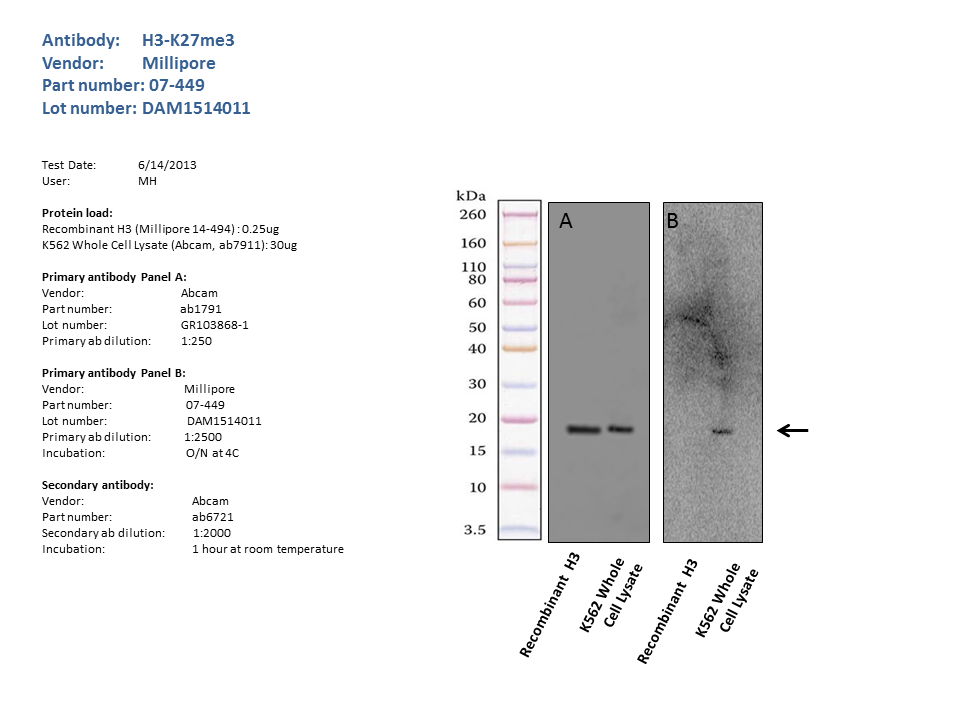 Antibody: H3-K27me3
Vendor: Millipore
Part number: 07-449
Lot number: DAM1514011
Test Date: 6/14/2013
User: MH
Protein load:
Recombinant H3 (Millipore 14-494) : 0.25ug
K562 Whole Cell Lysate (Abcam, ab7911): 30ug
Primary antibody Panel A:
Vendor: Abcam
Part number: ab1791
Lot number: GR103868-1
Primary ab dilution: 1:250
Primary antibody Panel B:
Vendor: Millipore
Part number: 07-449
Lot number: DAM1514011
Primary ab dilution: 1:2500
Incubation: O/N at 4C
Secondary antibody:
Vendor: Abcam
Part number: ab6721
Secondary ab dilution: 1:2000
Incubation: 1 hour at room temperature
kDa
260
160
110
80
60
50
40
30
20
15
10
3.5
A
B
Recombinant H3
K562 Whole
Cell Lysate
Recombinant H3
K562 Whole
Cell Lysate